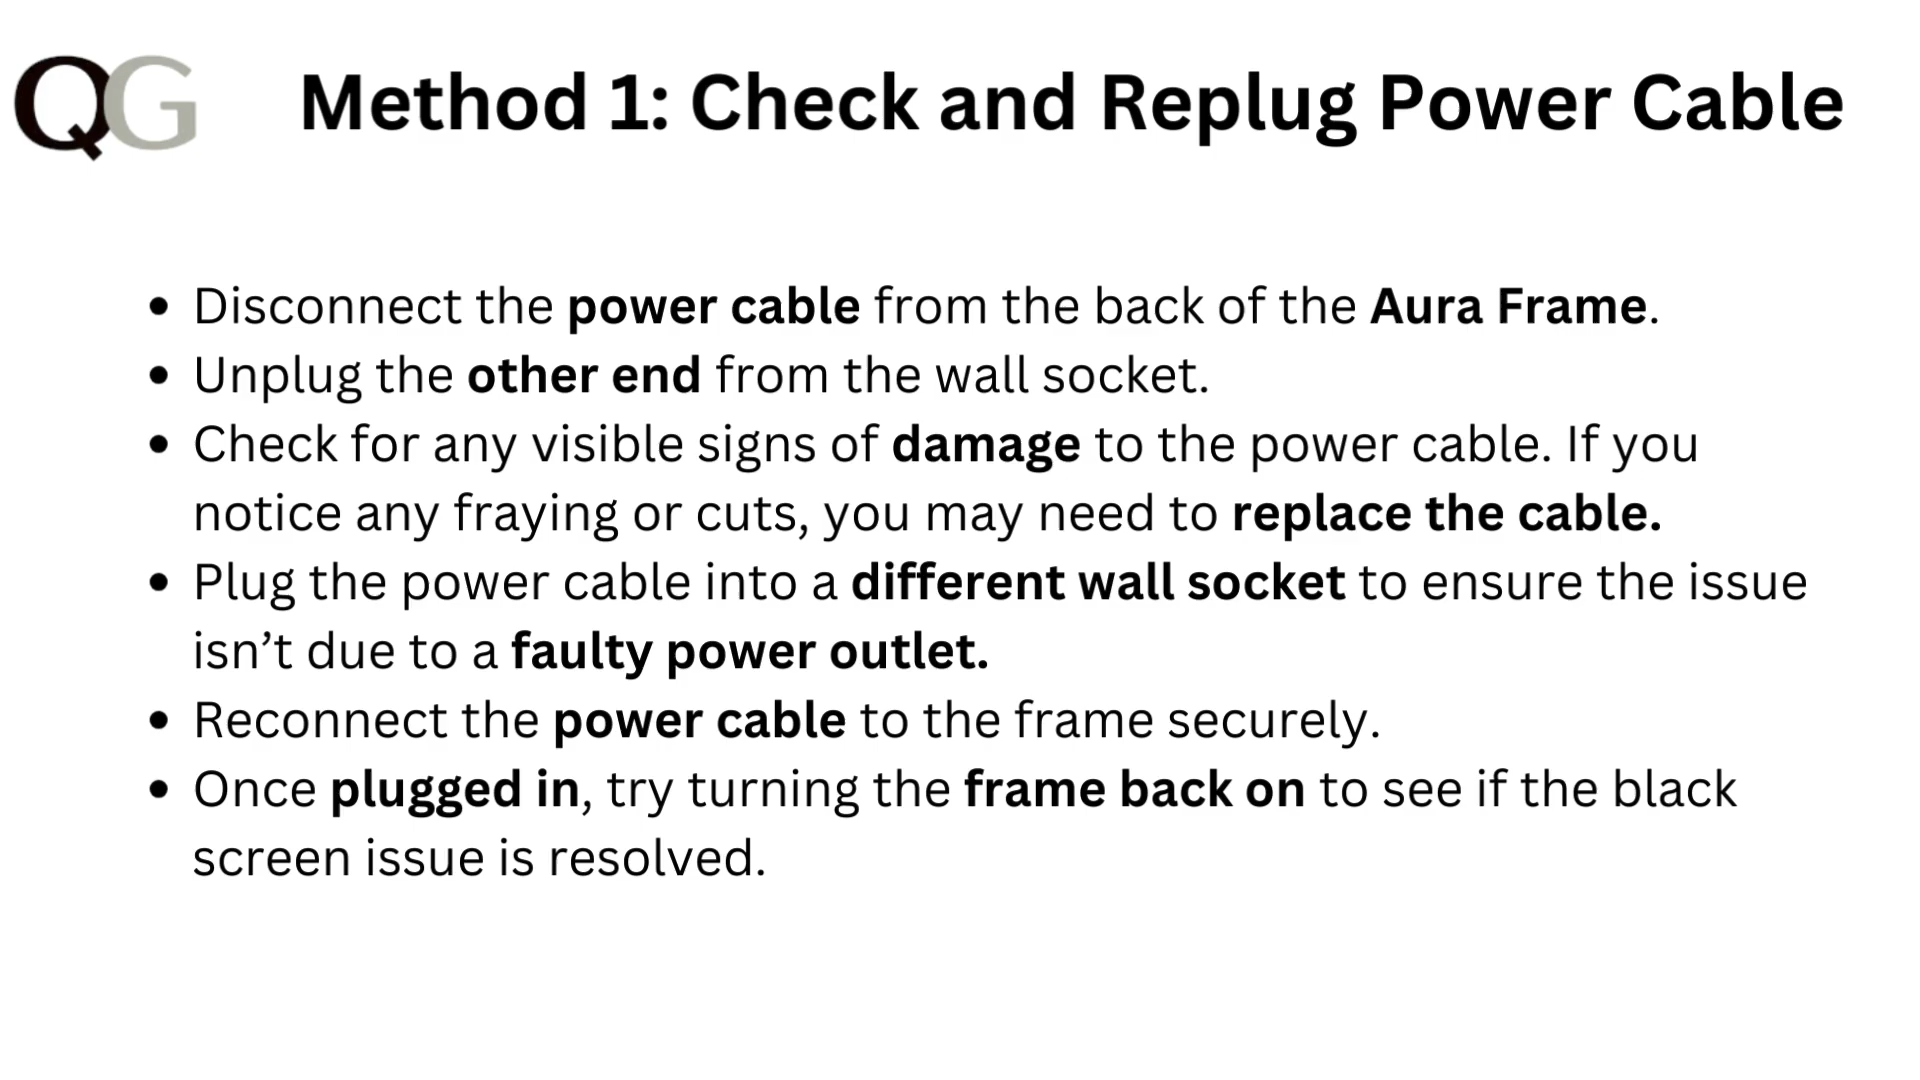 QG
Method 1: Check and Replug Power Cable
• Disconnect the power cable from the back of the Aura Frame.
• Unplug the other end from the wall socket.
• Check for any visible signs of damage to the power cable. If you
notice any fraying or cuts, you may need to replace the cable.
• Plug the power cable into a different wall socket to ensure the issue
isn’t due to a faulty power outlet.
• Reconnect the power cable to the frame securely.
• Once plugged in, try turning the frame back on to see if the black
screen issue is resolved.